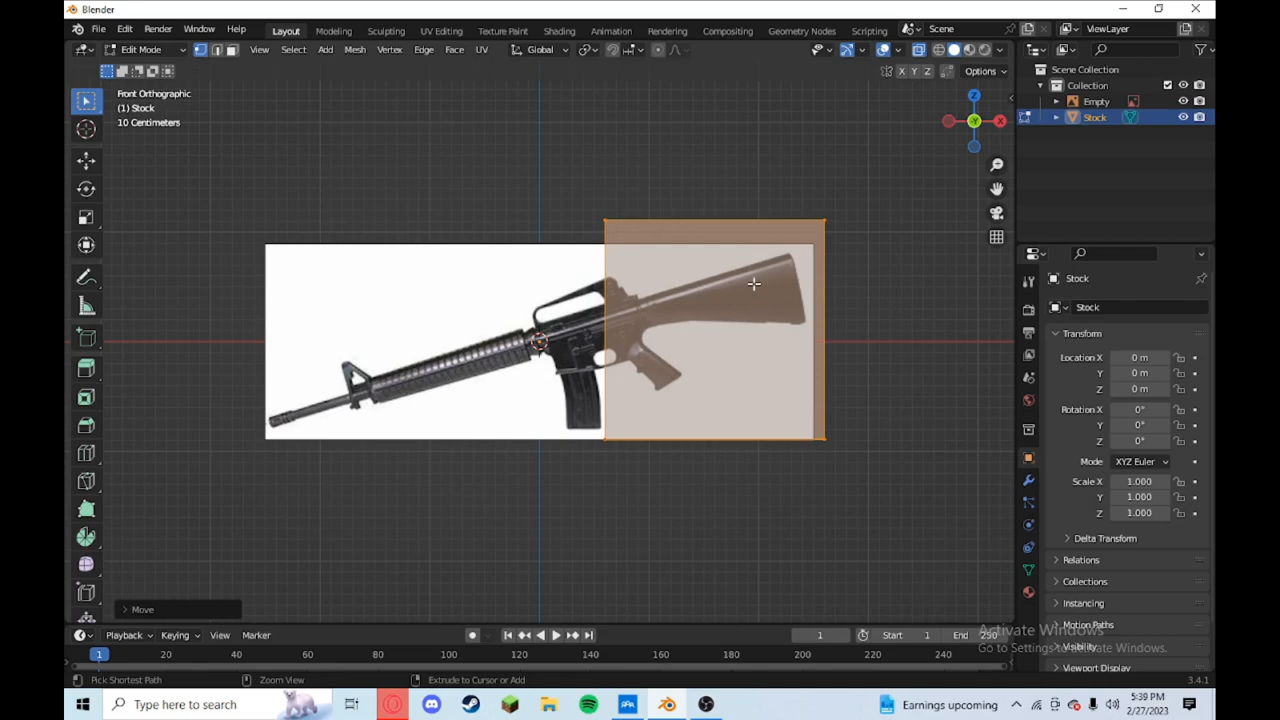 Blender
File Edit Render Window Help Layout Modeling Sculpting UV Editing Texture Paint Shading Animation Rendering Compositing Geometry Nodes Scripting Scene ViewLayer
Edit Mode View Select Add Mesh Vertex Edge Face UV Global
X Y Z Options
Front Orthographic
(1) Stock
10 Centimeters
Z
X
-Y
Scene Collection
Collection
Empty
Stock
Stock
Stock
Transform
Location X 0 m
Y 0 m
Z 0 m
Rotation X 0°
Y 0°
Z 0°
Mode XYZ Euler
Scale X 1.000
Y 1.000
Z 1.000
Delta Transform
Relations
Collections
Instancing
Motion Paths
Visibility
Viewport Display
Move
Activate Windows
Go to Settings to Activate Windows.
Playback Keying View Marker 1 Start 1 End 250
1 20 40 60 80 100 120 140 160 180 200 220 240
Pick Shortest Path Zoom View Extrude to Cursor or Add 3.4.1
Type here to search Earnings upcoming 5:39 PM
2/27/2023